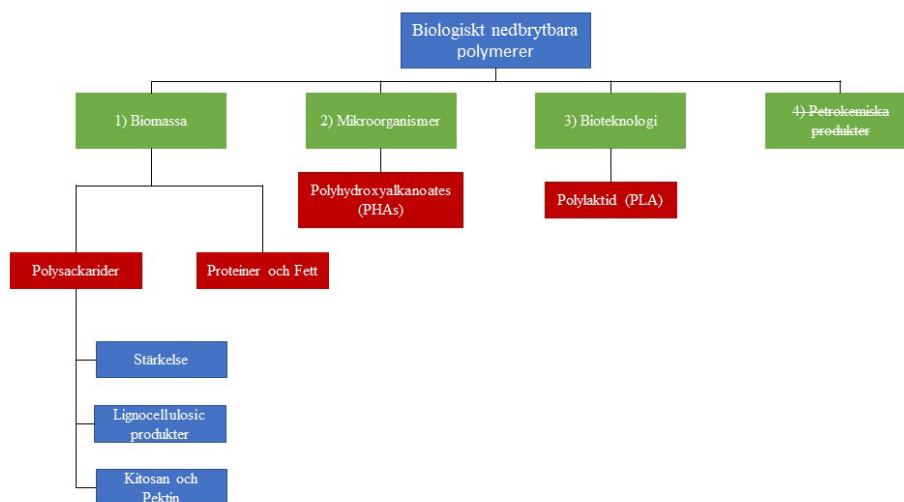 Biologiskt nedbrytbara
polymerer
1) Biomassa
2) Mikroorganismer
3) Bioteknologi
4) Petrokemiska
produkter
Polyhydroxyalkanoates
(PHAs)
Polylaktid (PLA)
Polysackarider
Proteiner och Fett
Stärkelse
Lignocellulosic
produkter
Kitosan och
Pektin